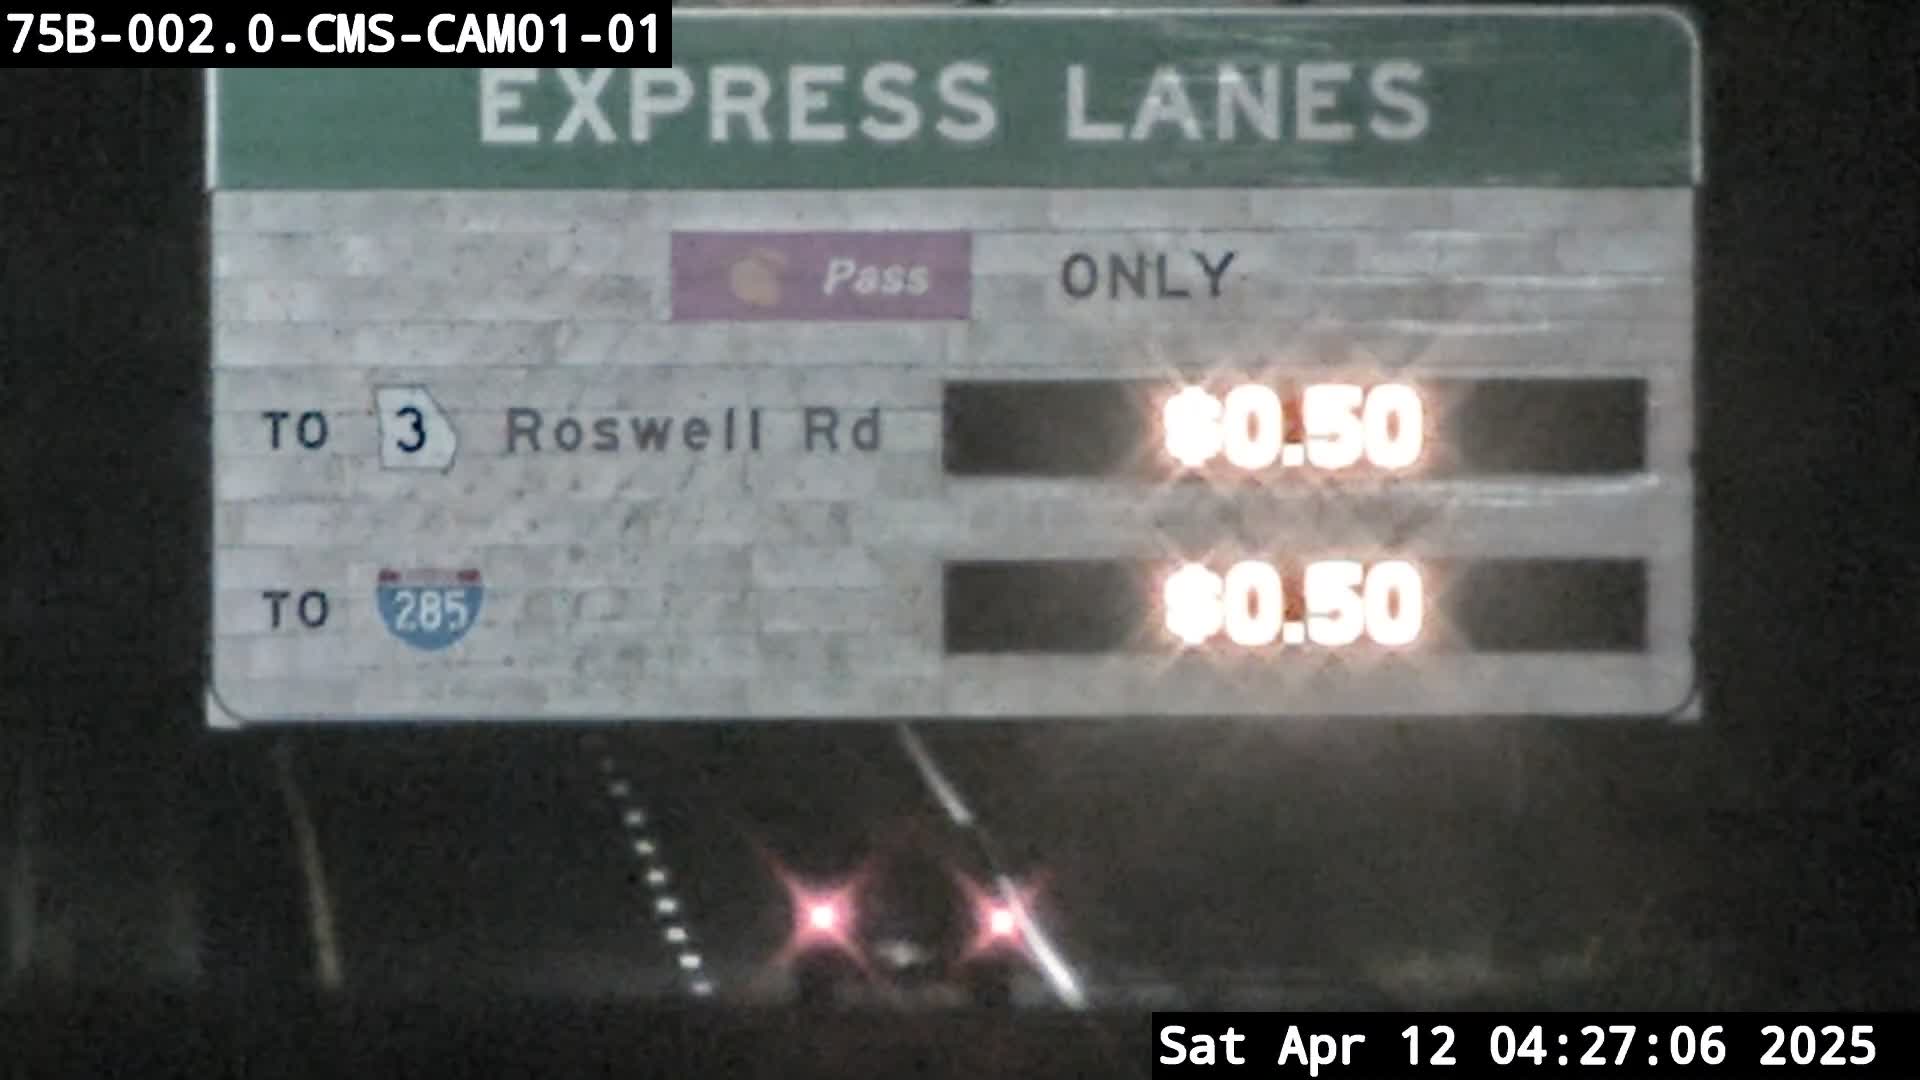 75B-002.0-CMS-CAM01-01
EXPRESS LANES
Pass ONLY
TO 3 Roswell Rd $0.50
TO 285 $0.50
Sat Apr 12 04:27:06 2025